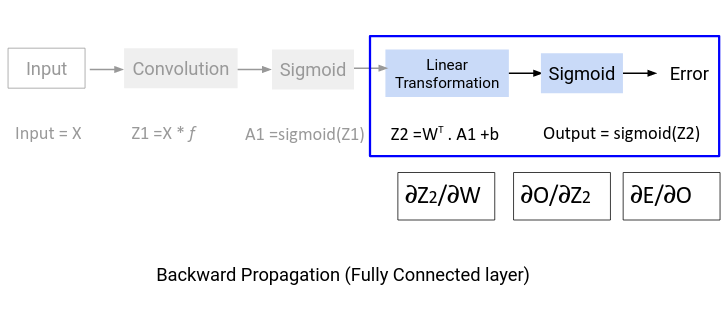 Input
Convolution
Sigmoid
Linear
Transformation
Sigmoid
Error
Input = X
Z1 =X * f
A1 =sigmoid(Z1)
Z2 =Wᵀ . A1 +b
Output = sigmoid(Z2)
∂Z2/∂W
∂O/∂Z2
∂E/∂O
Backward Propagation (Fully Connected layer)